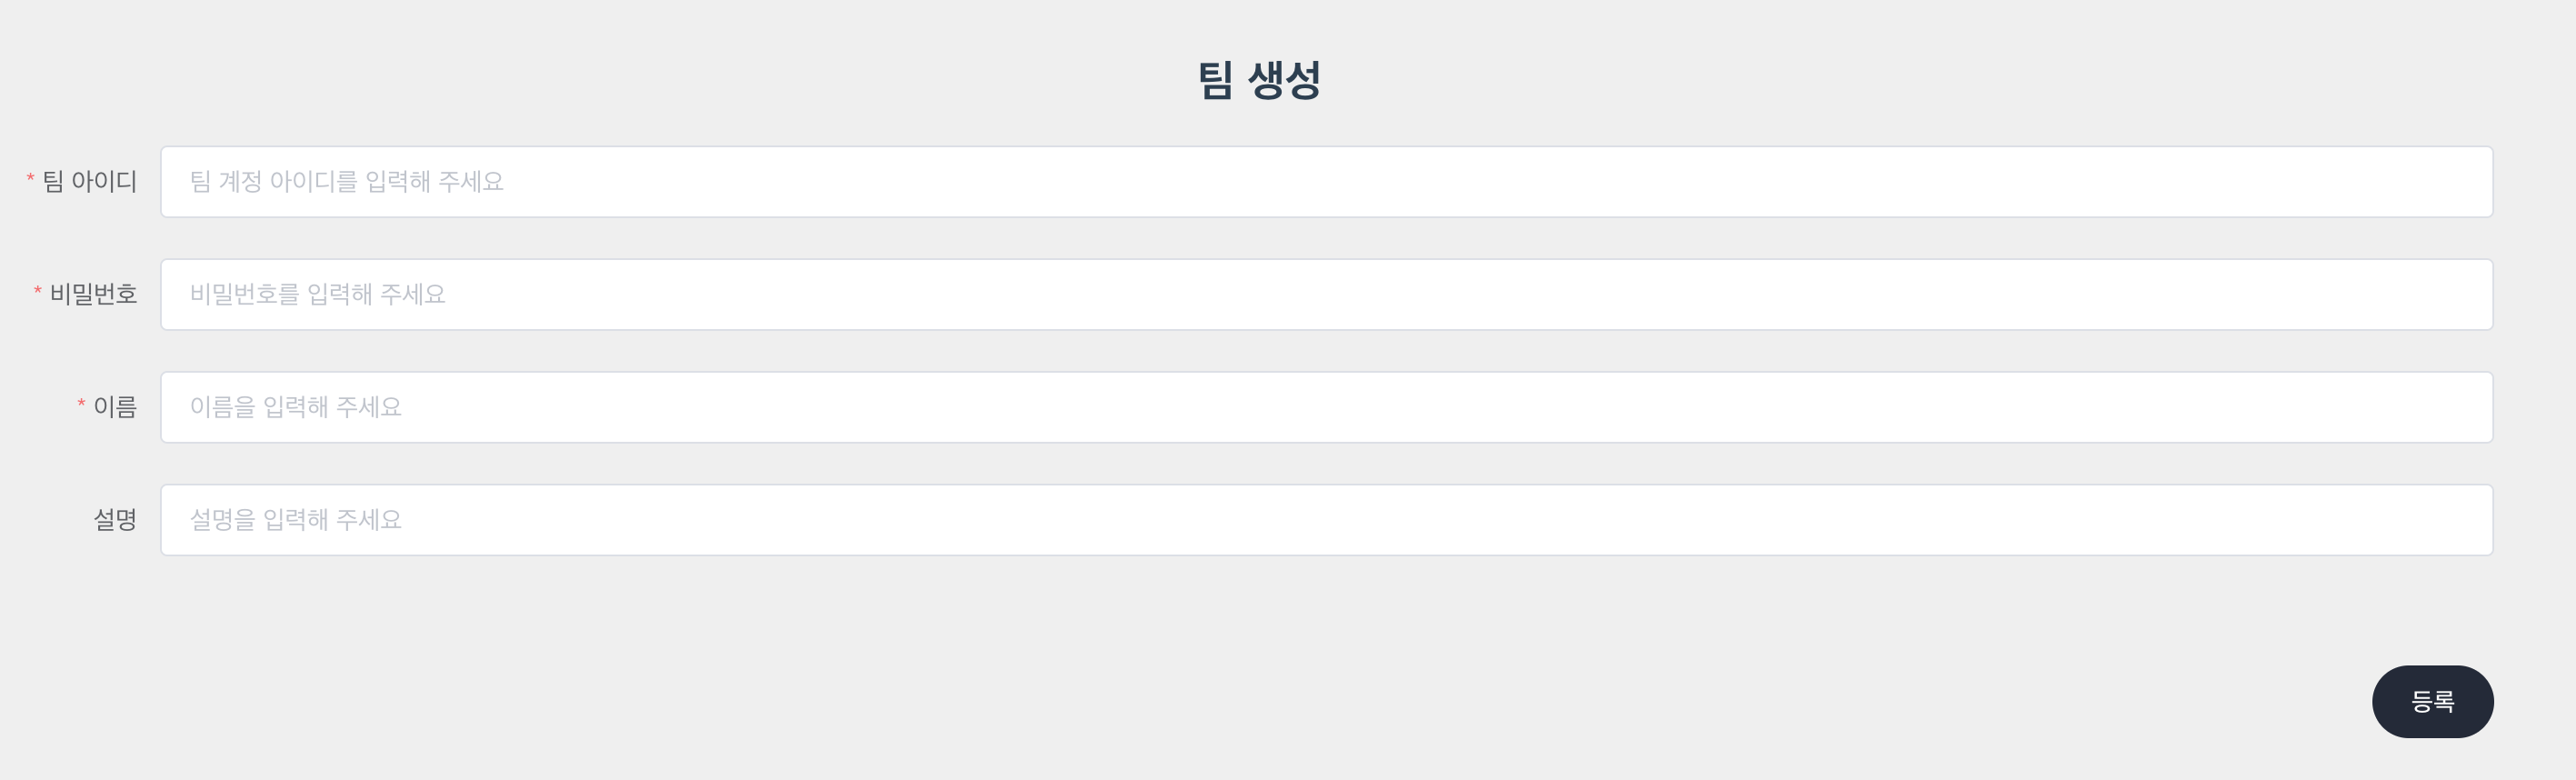 팀 생성
* 팀 아이디 팀 계정 아이디를 입력해 주세요
* 비밀번호 비밀번호를 입력해 주세요
* 이름 이름을 입력해 주세요
설명 설명을 입력해 주세요
등록